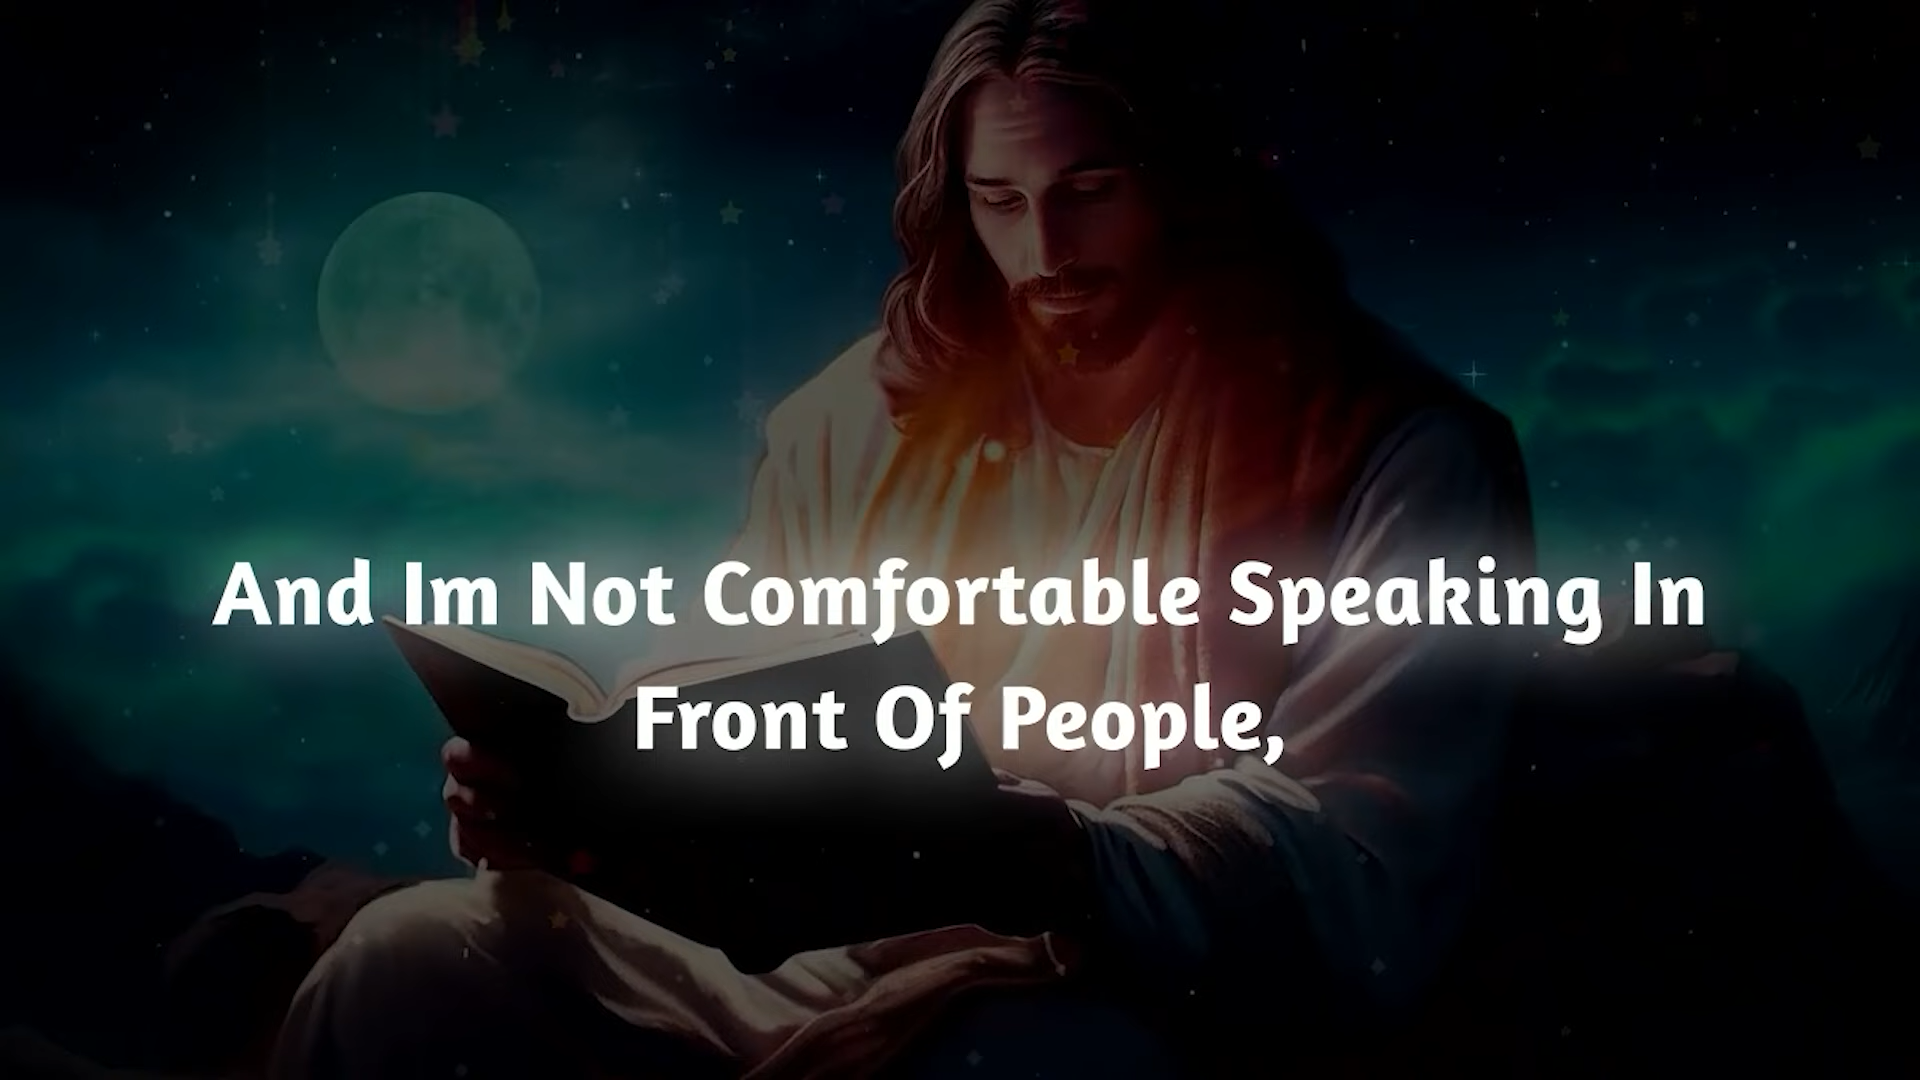 And Im Not Comfortable Speaking In
Front Of People,